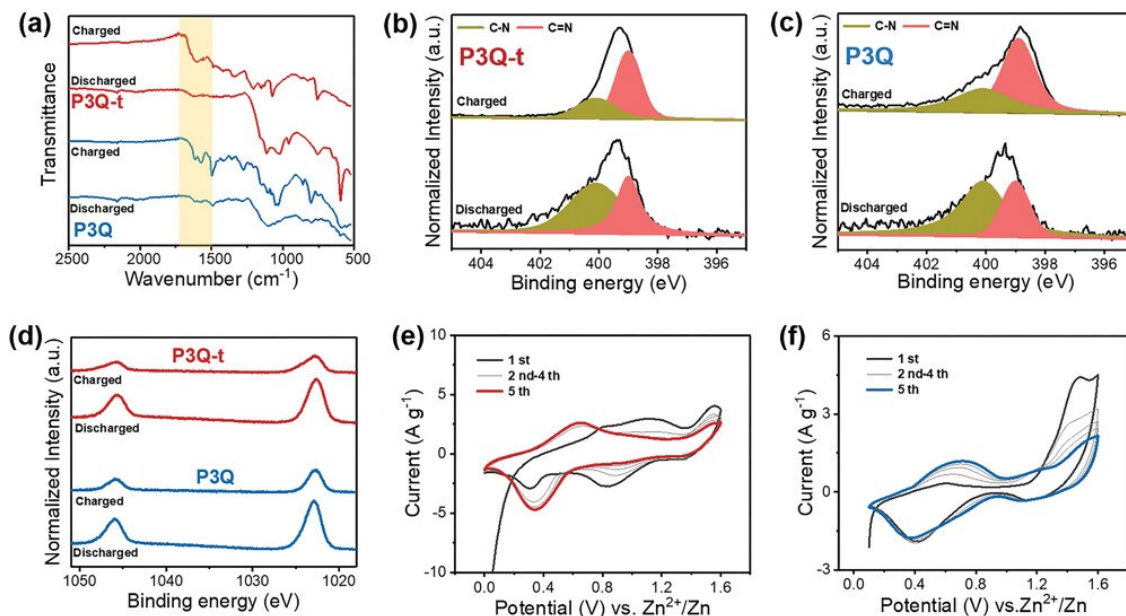 (a)
Charged
Discharged
P3Q-t
Charged
Discharged
P3Q
Transmittance
2500 2000 1500 1000 500
Wavenumber (cm-1)
(b)
C-N C=N
P3Q-t
Charged
Discharged
Normalized Intensity (a.u.)
404 402 400 398 396
Binding energy (eV)
(c)
C-N C=N
P3Q
Charged
Discharged
Normalized Intensity (a.u.)
404 402 400 398 396
Binding energy (eV)
(d)
P3Q-t
Charged
Discharged
P3Q
Charged
Discharged
Normalized Intensity (a.u.)
1050 1040 1030 1020
Binding energy (eV)
(e)
1 st
2 nd-4 th
5 th
Current (A g-1)
10
5
0
-5
-10
0.0 0.4 0.8 1.2 1.6
Potential (V) vs. Zn2+/Zn
(f)
1 st
2 nd-4 th
5 th
Current (A g-1)
6
3
0
-3
0.0 0.4 0.8 1.2 1.6
Potential (V) vs.Zn2+/Zn